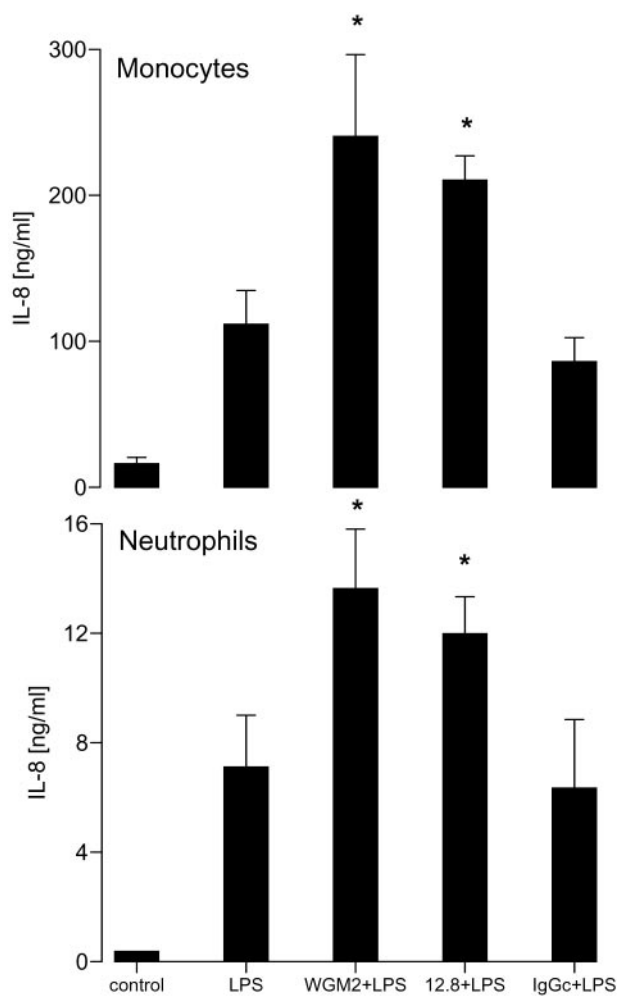 *
300
Monocytes
*
200
IL-8 [ng/ml]
100
0
*
16
Neutrophils
*
12
IL-8 [ng/ml]
8
4
0
control LPS WGM2+LPS 12.8+LPS IgGc+LPS